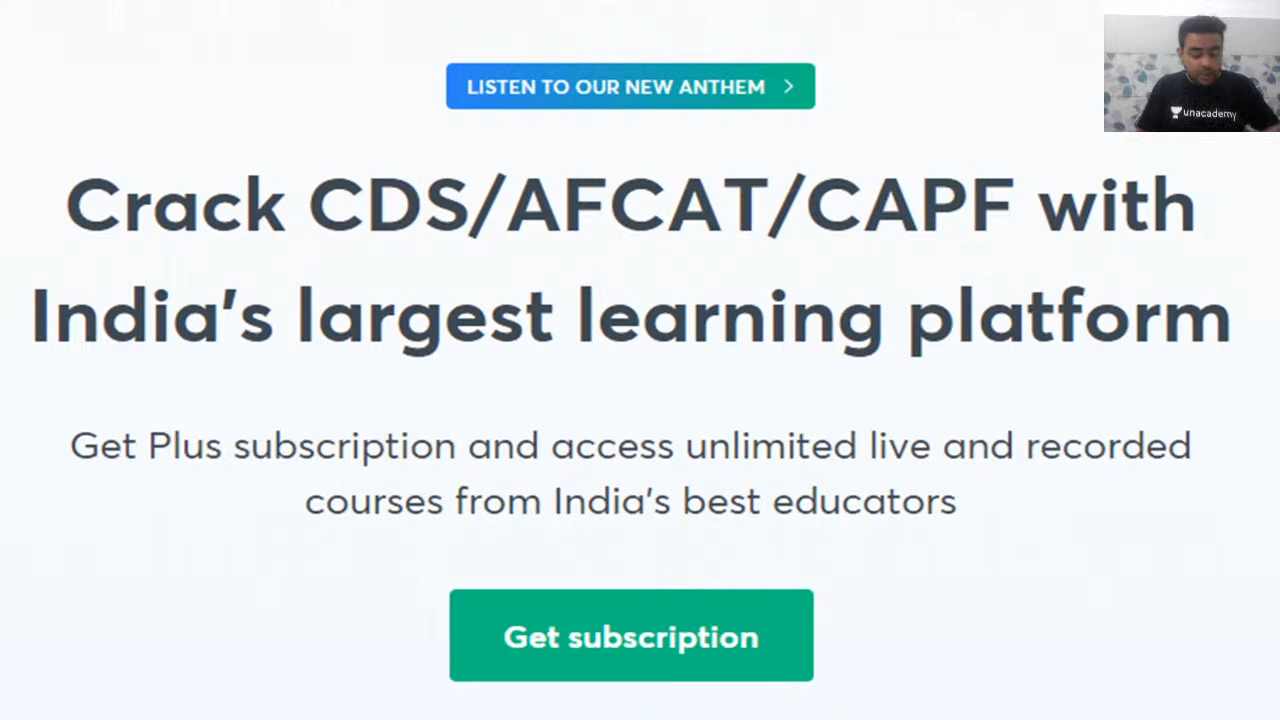 LISTEN TO OUR NEW ANTHEM
unacademy
Crack CDS/AFCAT/CAPF with
India's largest learning platform
Get Plus subscription and access unlimited live and recorded
courses from India's best educators
Get subscription